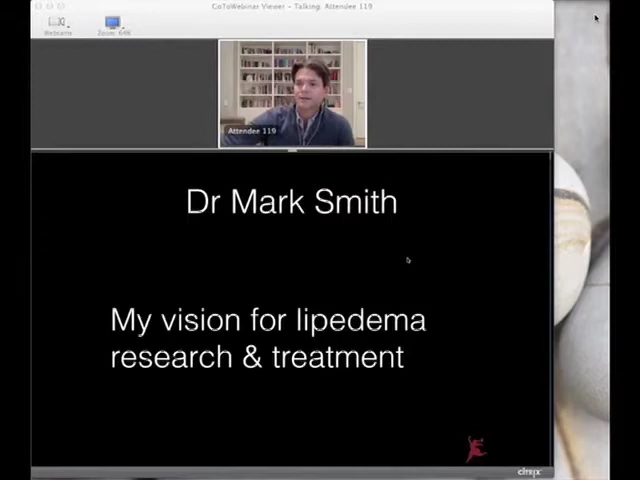 GoToWebinar Viewer - Talking: Attendee 119
Webcams
Zoom: 64%
Attendee 119
Dr Mark Smith
My vision for lipedema
research & treatment
citrix